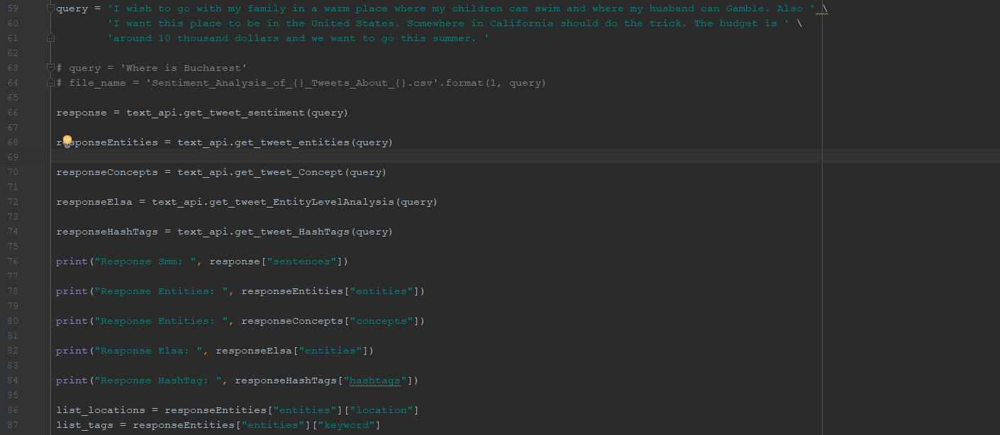 59 query = 'I wish to go with my family in a warm place where my children can swim and where my husband can Gamble. Also ' \
60 'I want this place to be in the United States. Somewhere in California should do the trick. The budget is ' \
61 'around 10 thousand dollars and we want to go this summer. '
62
63 # query = 'Where is Bucharest'
64 # file_name = 'Sentiment_Analysis_of_{}_Tweets_About_{}.csv'.format(1, query)
65
66 response = text_api.get_tweet_sentiment(query)
67
68 responseEntities = text_api.get_tweet_entities(query)
69
70 responseConcepts = text_api.get_tweet_Concept(query)
71
72 responseElsa = text_api.get_tweet_EntityLevelAnalysis(query)
73
74 responseHashTags = text_api.get_tweet_HashTags(query)
75
76 print("Response Smm: ", response["sentences"])
77
78 print("Response Entities: ", responseEntities["entities"])
79
80 print("Response Entities: ", responseConcepts["concepts"])
81
82 print("Response Elsa: ", responseElsa["entities"])
83
84 print("Response HashTag: ", responseHashTags["hashtags"])
85
86 list_locations = responseEntities["entities"]["location"]
87 list_tags = responseEntities["entities"]["keyword"]